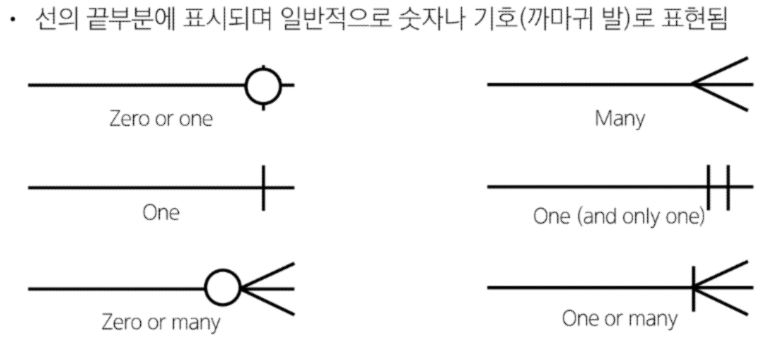 • 선의 끝부분에 표시되며 일반적으로 숫자나 기호(까마귀 발)로 표현됨
Zero or one
Many
One
One (and only one)
Zero or many
One or many